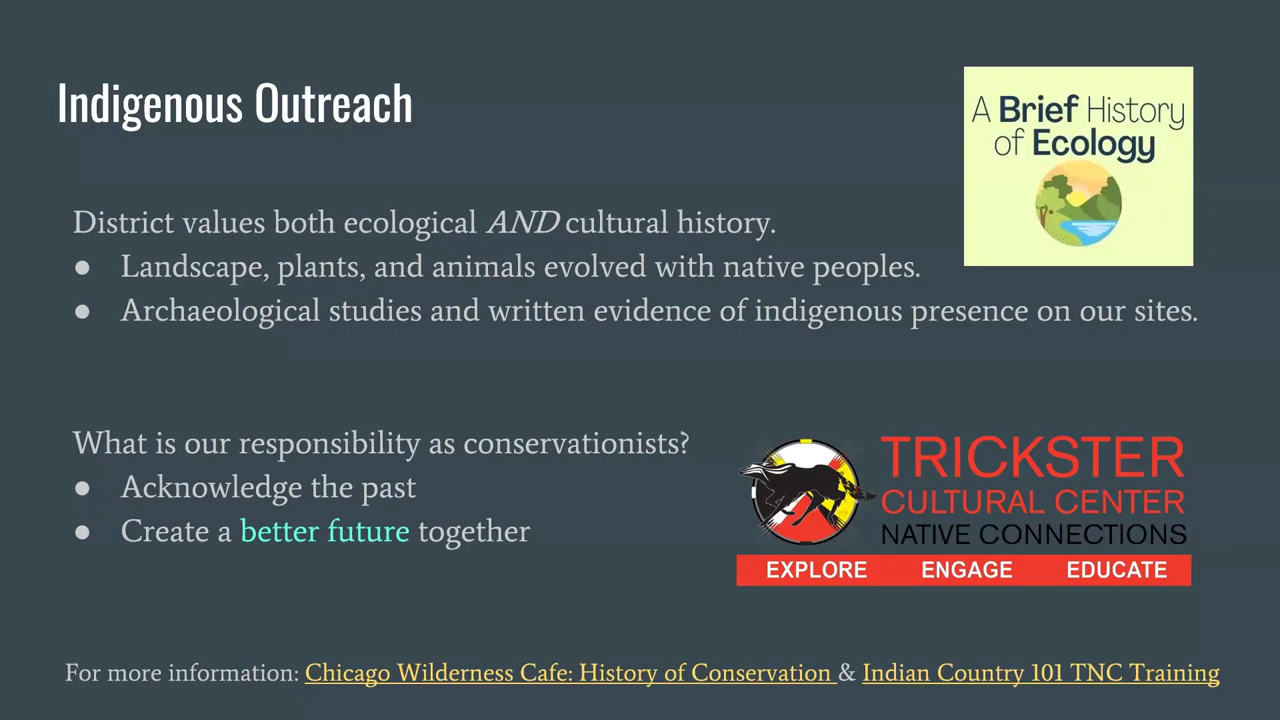 Indigenous Outreach
A Brief History
of Ecology
District values both ecological AND cultural history.
● Landscape, plants, and animals evolved with native peoples.
● Archaeological studies and written evidence of indigenous presence on our sites.
What is our responsibility as conservationists?
● Acknowledge the past
● Create a better future together
TRICKSTER
CULTURAL CENTER
NATIVE CONNECTIONS
EXPLORE ENGAGE EDUCATE
For more information: Chicago Wilderness Cafe: History of Conservation & Indian Country 101 TNC Training